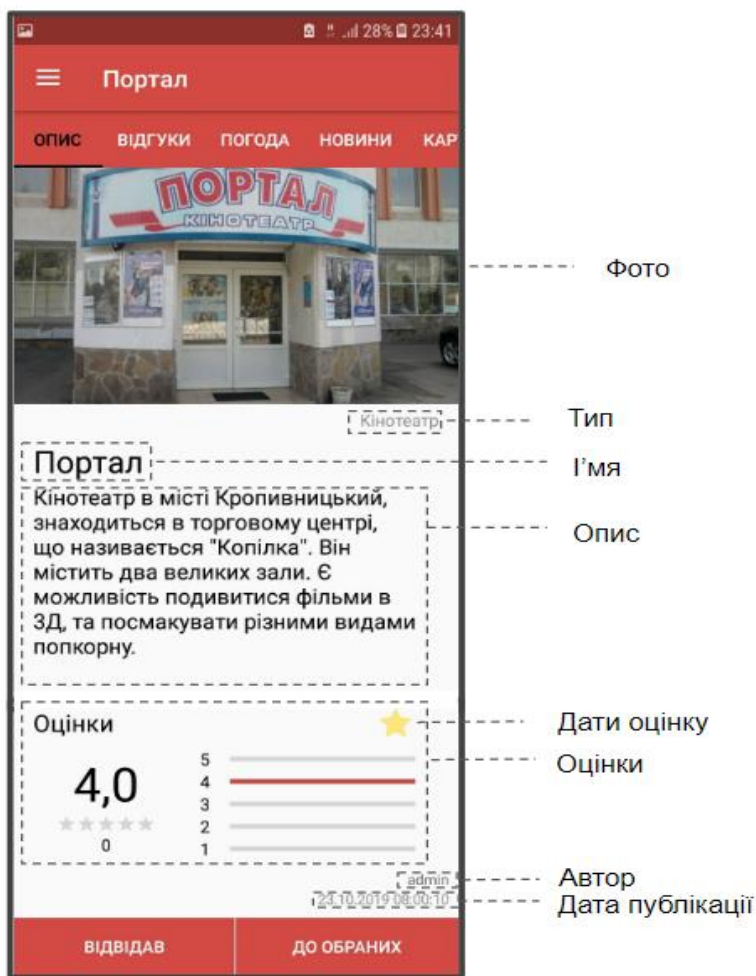 28% 23:41
Портал
ОПИС ВІДГУКИ ПОГОДА НОВИНИ КАР
ПОРТАЛ
КІНОТЕАТР
Фото
Кінотеатр
Тип
Портал
І'мя
Кінотеатр в місті Кропивницький,
знаходиться в торговому центрі,
що називається "Копілка". Він
містить два великих зали. Є
можливість подивитися фільми в
3Д, та посмакувати різними видами
попкорну.
Опис
Оцінки
Дати оцінку
Оцінки
4,0
0
5
4
3
2
1
admin
Автор
23.10.2019 08:00:10
Дата публікації
ВІДВІДАВ
ДО ОБРАНИХ